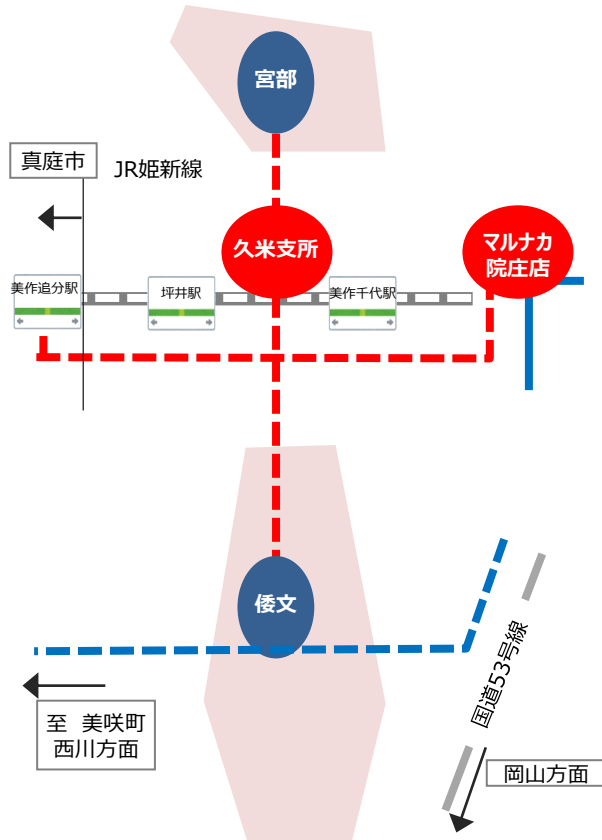 宮部
真庭市
JR姫新線
久米支所
マルナカ
院庄店
美作追分駅
坪井駅
美作千代駅
倭文
国道53号線
至 美咲町
西川方面
岡山方面